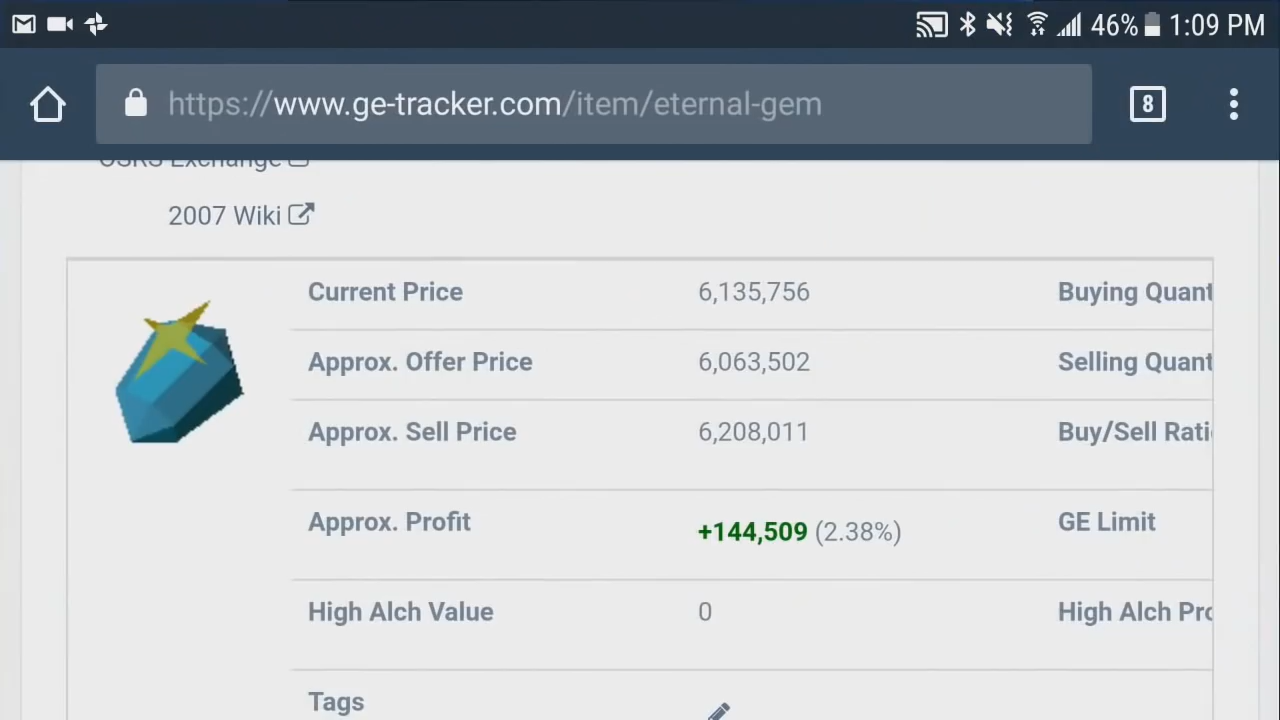 46% 1:09 PM
https://www.ge-tracker.com/item/eternal-gem 8
OSRS Exchange
2007 Wiki
Current Price 6,135,756 Buying Quant
Approx. Offer Price 6,063,502 Selling Quant
Approx. Sell Price 6,208,011 Buy/Sell Rati
Approx. Profit +144,509 (2.38%) GE Limit
High Alch Value 0 High Alch Pro
Tags